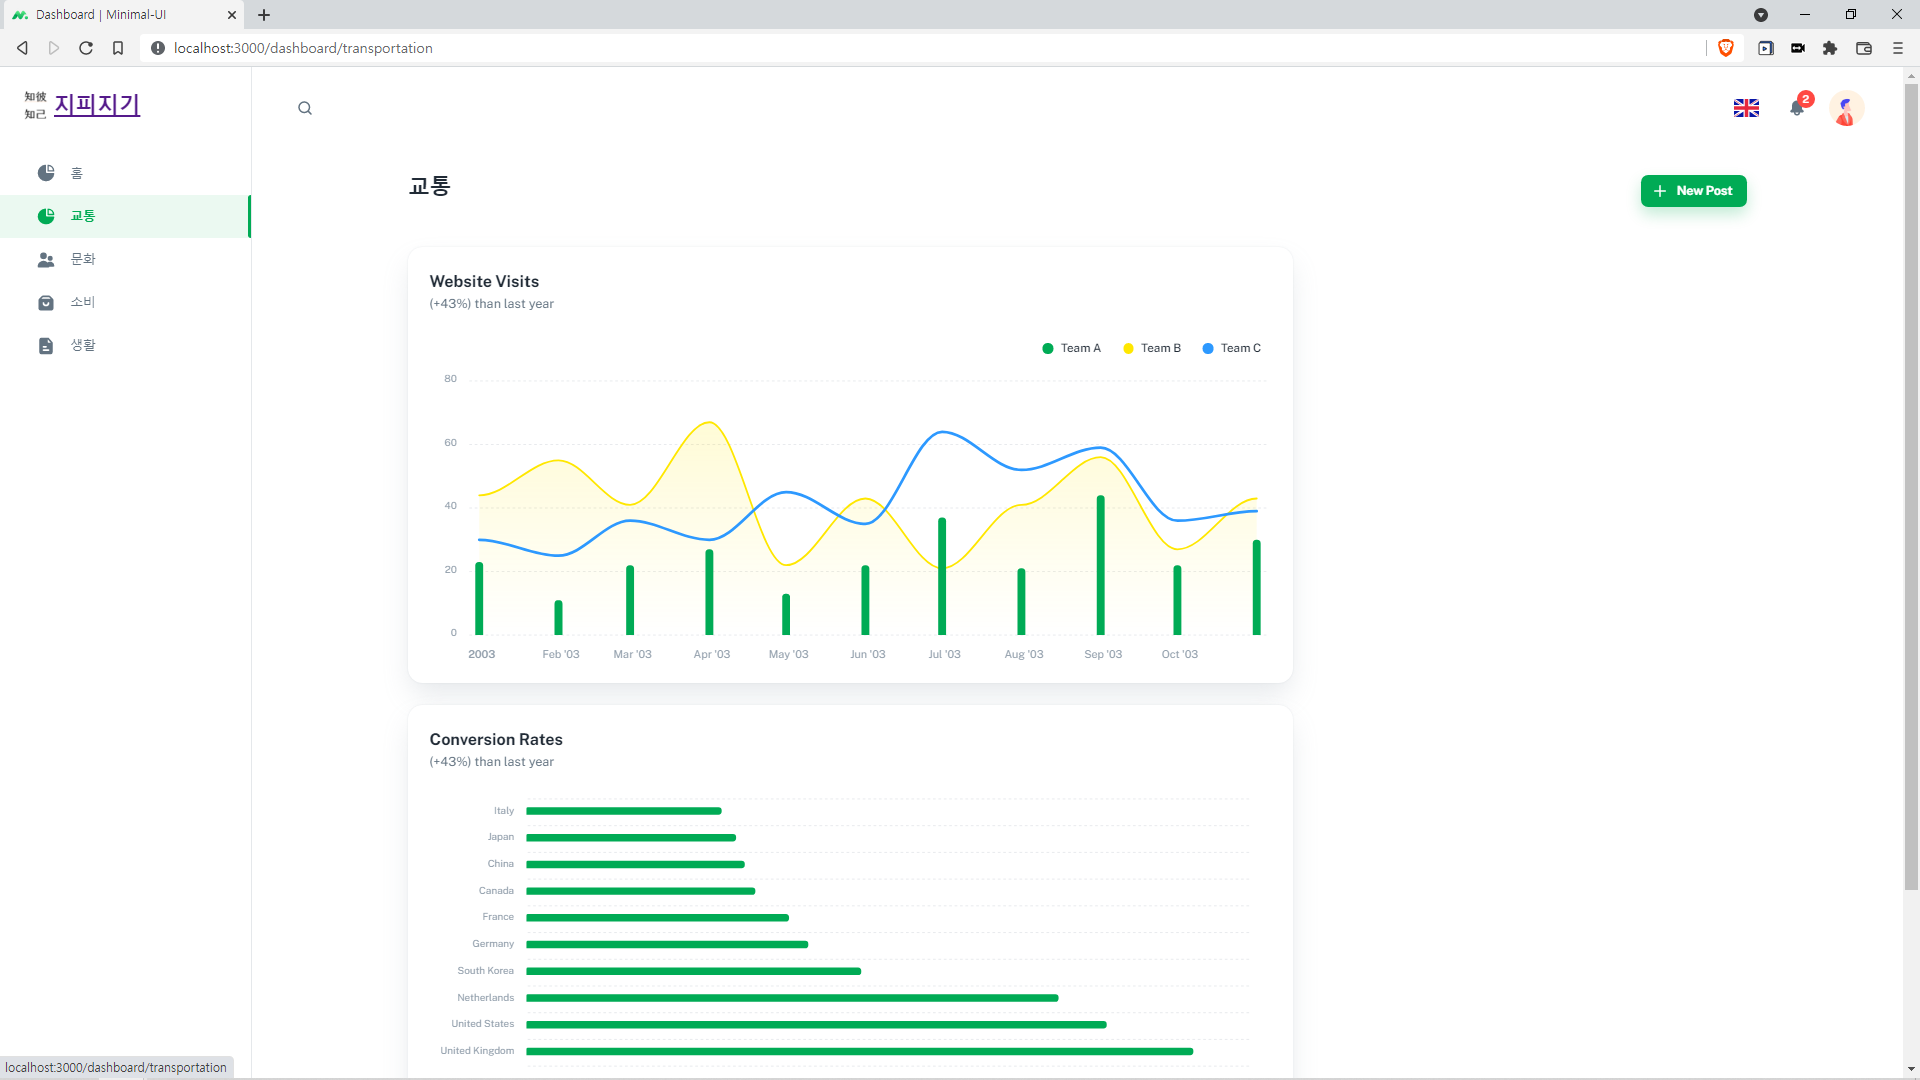 Dashboard | Minimal-UI
localhost:3000/dashboard/transportation
知彼
知己
지피지기
2
홈
교통
문화
소비
생활
교통
New Post
Website Visits
(+43%) than last year
Team A Team B Team C
80
60
40
20
0
2003 Feb '03 Mar '03 Apr '03 May '03 Jun '03 Jul '03 Aug '03 Sep '03 Oct '03
Conversion Rates
(+43%) than last year
Italy
Japan
China
Canada
France
Germany
South Korea
Netherlands
United States
United Kingdom
localhost:3000/dashboard/transportation